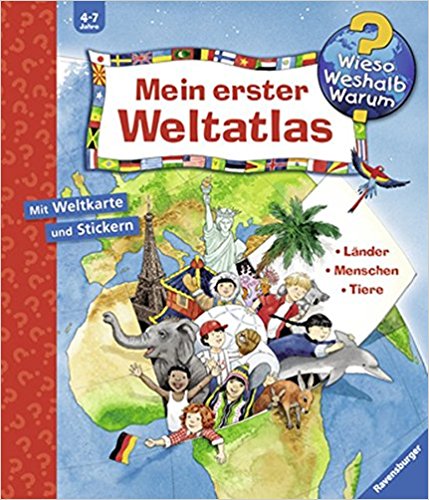 4-7
Jahre
Wieso
Weshalb
Warum
?
Mein erster
Weltatlas
Mit Weltkarte
und Stickern
• Länder
• Menschen
• Tiere
Ravensburger